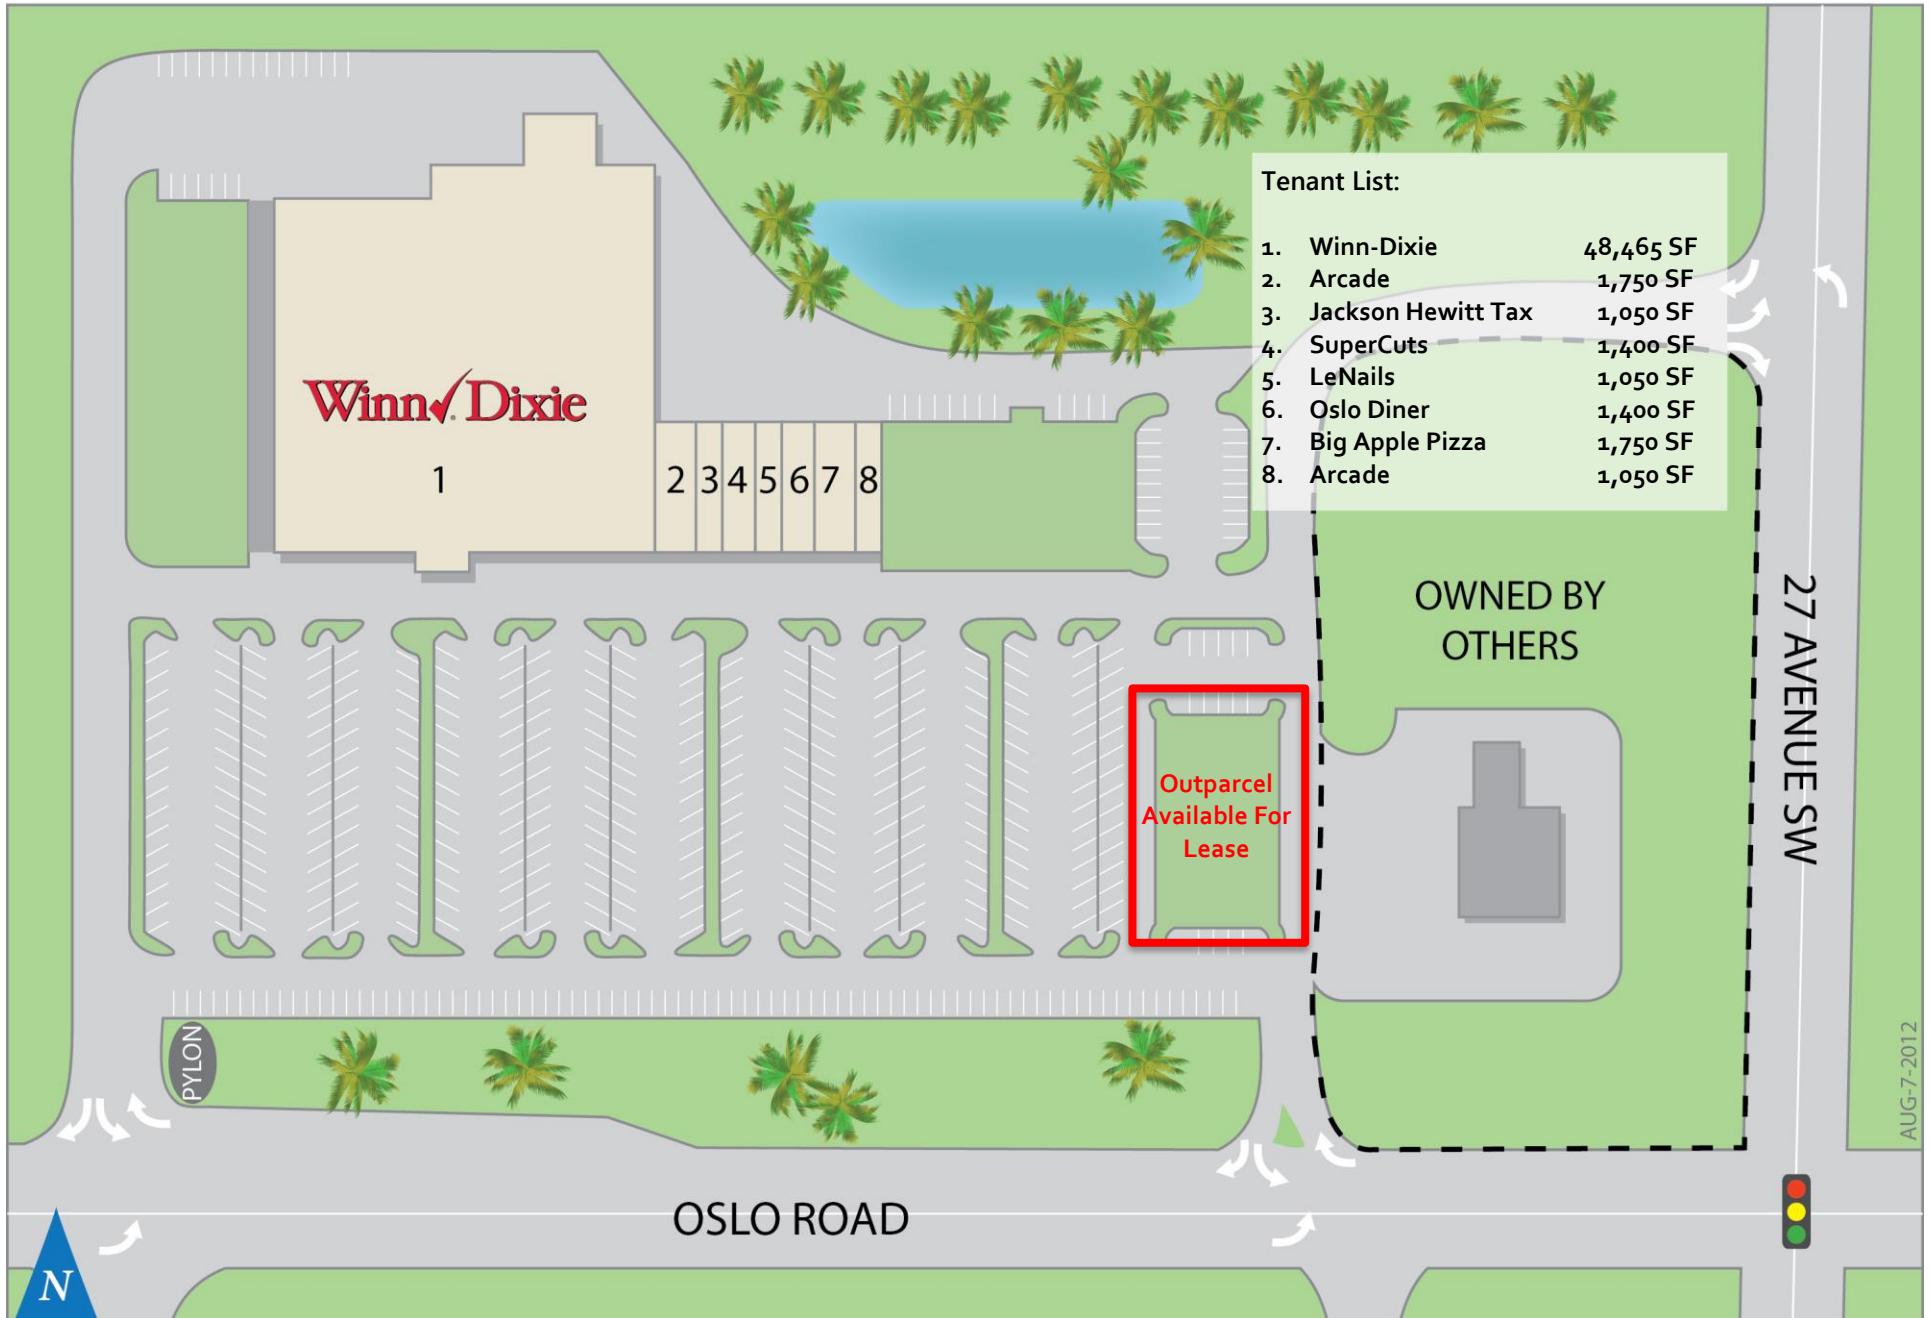 Tenant List:
1. Winn-Dixie 48,465 SF
2. Arcade 1,750 SF
3. Jackson Hewitt Tax 1,050 SF
4. SuperCuts 1,400 SF
5. LeNails 1,050 SF
6. Oslo Diner 1,400 SF
7. Big Apple Pizza 1,750 SF
8. Arcade 1,050 SF
Winn Dixie
1
2 3 4 5 6 7 8
OWNED BY
OTHERS
27 AVENUE SW
Outparcel
Available For
Lease
PYLON
AUG-7-2012
OSLO ROAD
N